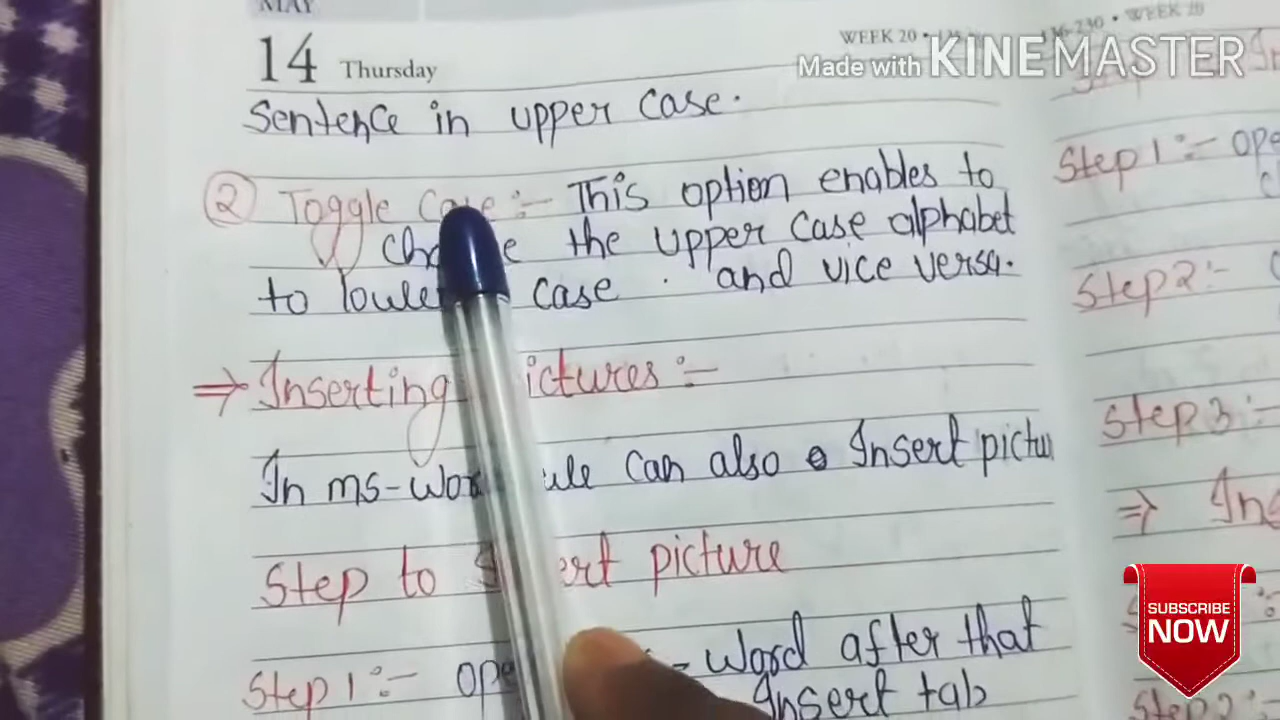 MAY
14 Thursday
WEEK 20 •
• WEEK 20
Made with KINEMASTER
Sentence in upper case.
② Toggle Case :- This option enables to
the upper case alphabet
to lower case . and vice versa.
⇒ Inserting pictures :-
In ms-word we can also Insert pictu
Step to Insert picture
Step 1 :- ope - Word after that
Insert tab
Step 1 :- ope
Step 2 :-
Step 3 :-
⇒ Ins
SUBSCRIBE
NOW